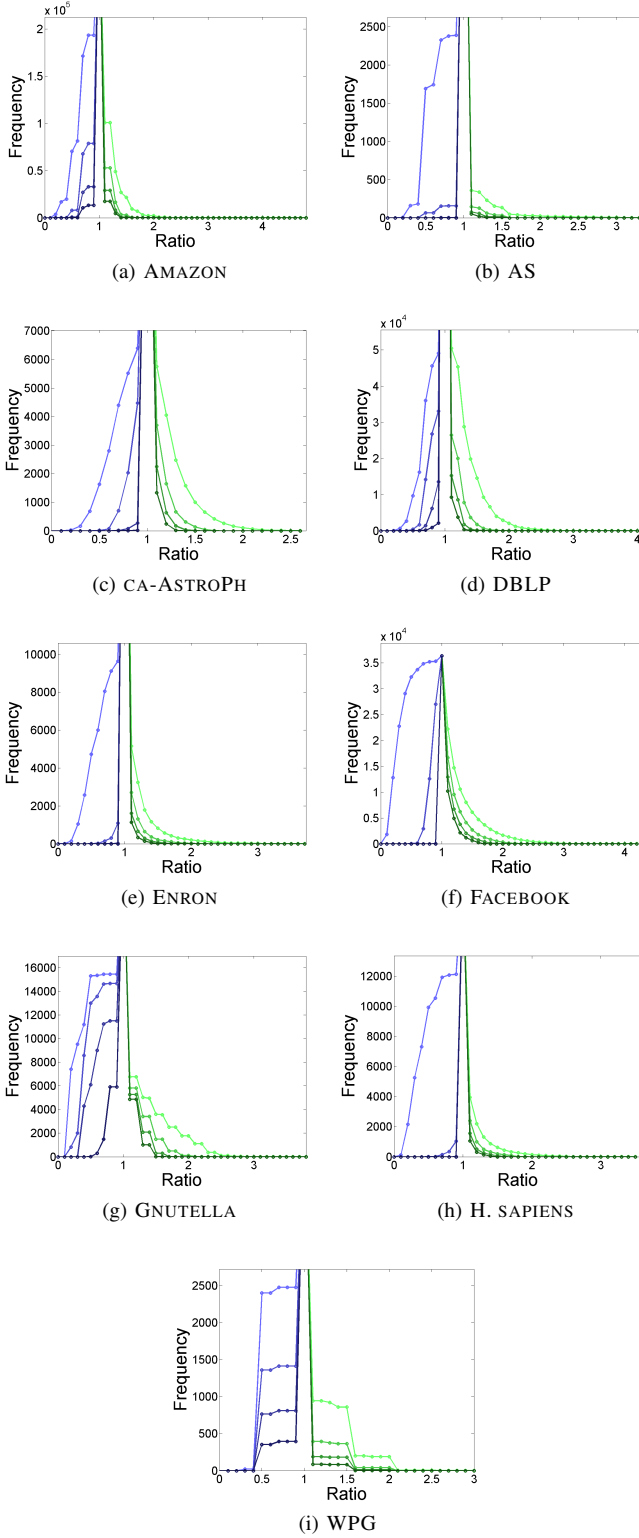 x 10⁵
2
1.5
1
0.5
0
Frequency
0 1 2 3 4
Ratio
(a) AMAZON
2500
2000
1500
1000
500
0
Frequency
0 0.5 1 1.5 2 2.5 3
Ratio
(b) AS
7000
6000
5000
4000
3000
2000
1000
0
Frequency
0 0.5 1 1.5 2 2.5
Ratio
(c) CA-ASTROPH
x 10⁴
5
4
3
2
1
0
Frequency
0 1 2 3 4
Ratio
(d) DBLP
10000
8000
6000
4000
2000
0
Frequency
0 1 2 3
Ratio
(e) ENRON
x 10⁴
3.5
3
2.5
2
1.5
1
0.5
0
Frequency
0 1 2 3 4
Ratio
(f) FACEBOOK
16000
14000
12000
10000
8000
6000
4000
2000
0
Frequency
0 1 2 3
Ratio
(g) GNUTELLA
12000
10000
8000
6000
4000
2000
0
Frequency
0 1 2 3
Ratio
(h) H. SAPIENS
2500
2000
1500
1000
500
0
Frequency
0 0.5 1 1.5 2 2.5 3
Ratio
(i) WPG